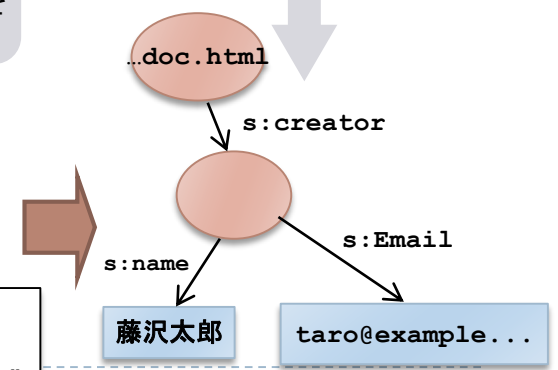 …doc.html
s:creator
s:Email
s:name
藤沢太郎
taro@example...
"